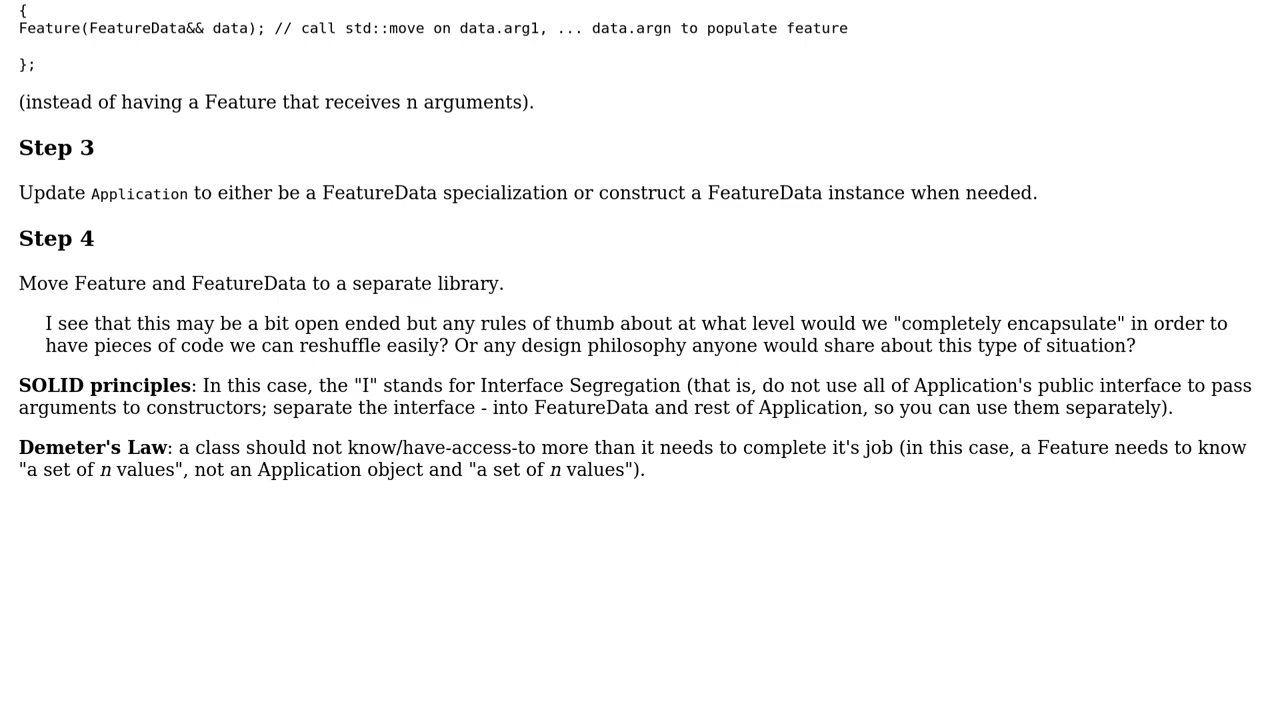 {
Feature(FeatureData&& data); // call std::move on data.arg1, ... data.argn to populate feature
};
(instead of having a Feature that receives n arguments).
Step 3
Update Application to either be a FeatureData specialization or construct a FeatureData instance when needed.
Step 4
Move Feature and FeatureData to a separate library.
I see that this may be a bit open ended but any rules of thumb about at what level would we "completely encapsulate" in order to
have pieces of code we can reshuffle easily? Or any design philosophy anyone would share about this type of situation?
SOLID principles: In this case, the "I" stands for Interface Segregation (that is, do not use all of Application's public interface to pass
arguments to constructors; separate the interface - into FeatureData and rest of Application, so you can use them separately).
Demeter's Law: a class should not know/have-access-to more than it needs to complete it's job (in this case, a Feature needs to know
"a set of n values", not an Application object and "a set of n values").